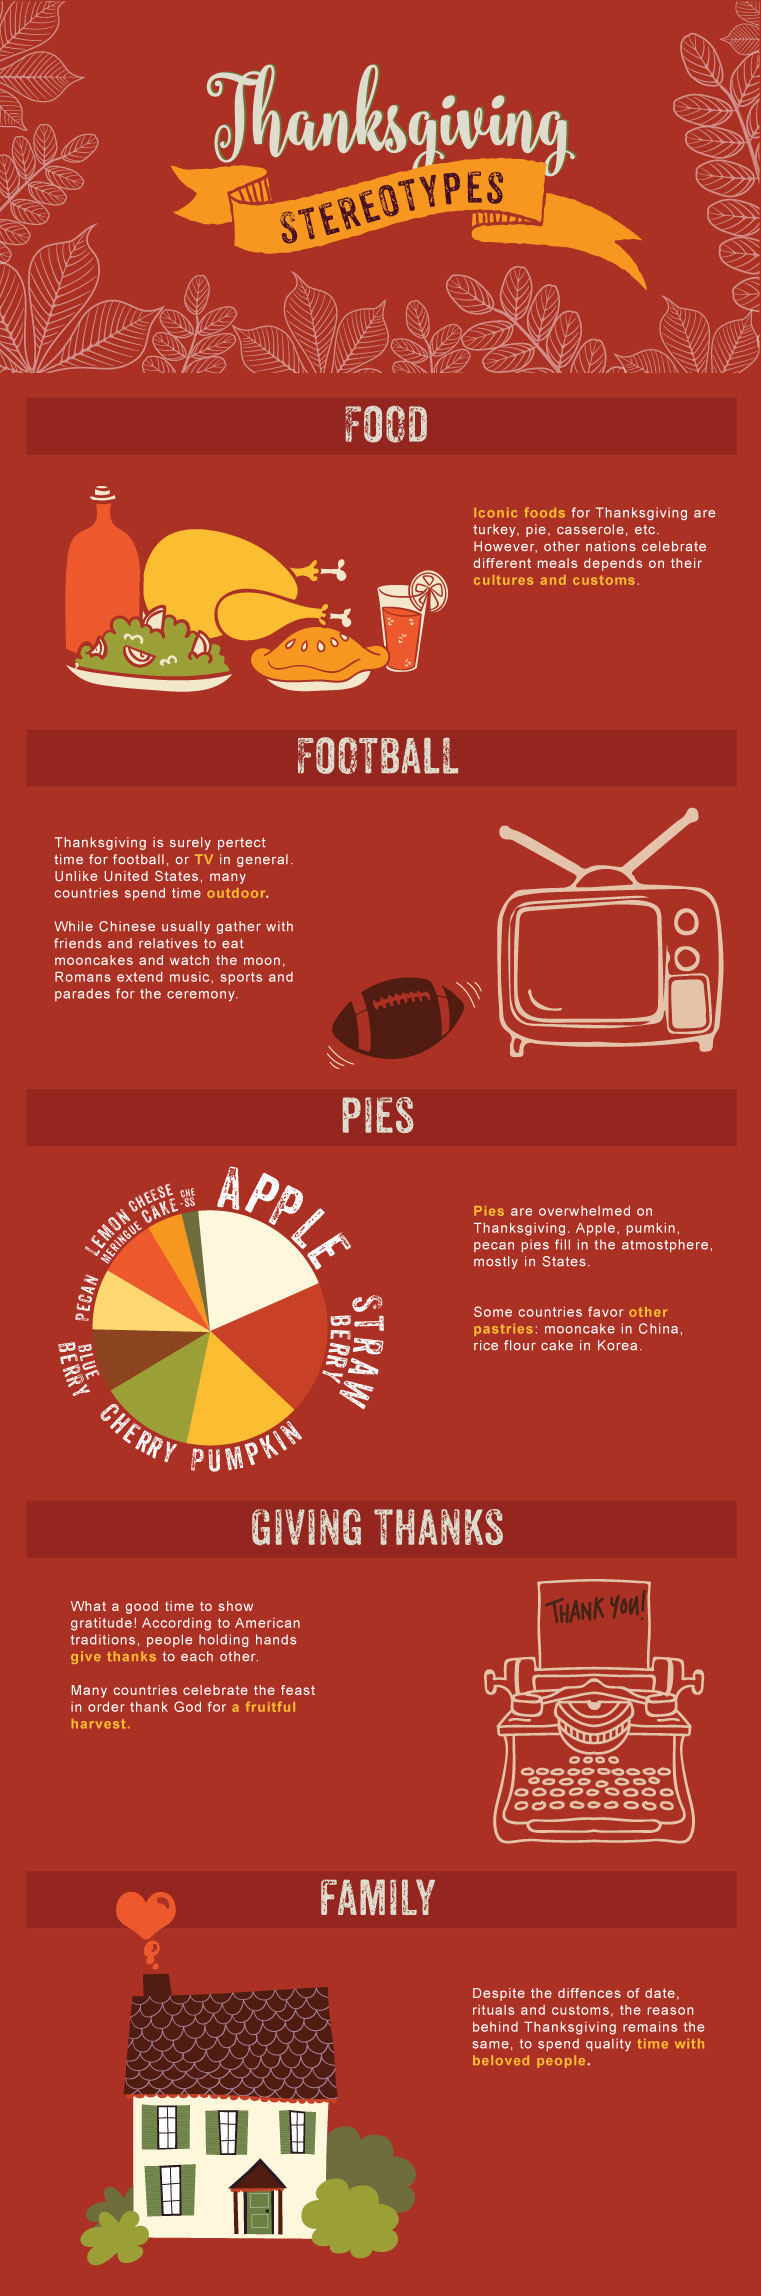 Thanksgiving
STEREOTYPES
FOOD
Iconic foods for Thanksgiving are
turkey, pie, casserole, etc.
However, other nations celebrate
different meals depends on their
cultures and customs.
FOOTBALL
Thanksgiving is surely pertect
time for football, or TV in general.
Unlike United States, many
countries spend time outdoor.
While Chinese usually gather with
friends and relatives to eat
mooncakes and watch the moon,
Romans extend music, sports and
parades for the ceremony.
PIES
APPLE
STRAW
BERRY
PUMPKIN
CHERRY
BLUE
BERRY
PECAN
LEMON
MERINGUE
CHEESE
CAKE
CHE
-SS
Pies are overwhelmed on
Thanksgiving. Apple, pumkin,
pecan pies fill in the atmostphere,
mostly in States.
Some countries favor other
pastries: mooncake in China,
rice flour cake in Korea.
GIVING THANKS
What a good time to show
gratitude! According to American
traditions, people holding hands
give thanks to each other.
Many countries celebrate the feast
in order thank God for a fruitful
harvest.
THANK YOU!
FAMILY
Despite the diffences of date,
rituals and customs, the reason
behind Thanksgiving remains the
same, to spend quality time with
beloved people.